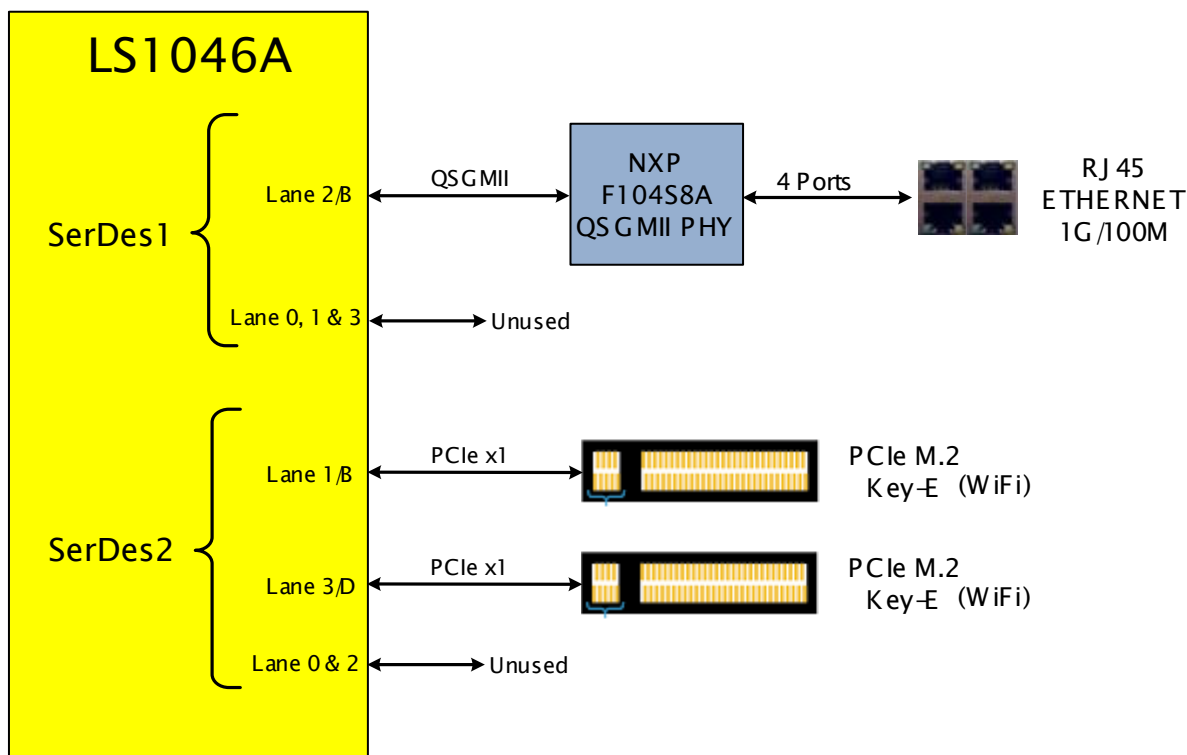 LS1046A
SerDes1
Lane 2/B
QSGMII
NXP
F104S8A
QSGMII PHY
4 Ports
RJ45
ETHERNET
1G/100M
Lane 0, 1 & 3
Unused
SerDes2
Lane 1/B
PCIe x1
PCIe M.2
Key-E (WiFi)
Lane 3/D
PCIe x1
PCIe M.2
Key-E (WiFi)
Lane 0 & 2
Unused